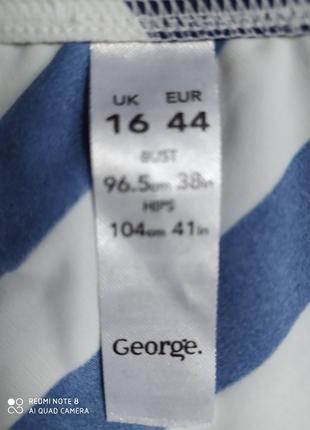 UK EUR
16 44
BUST
96.5cm 38in
HIPS
104cm 41in
George.
REDMI NOTE 8
AI QUAD CAMERA